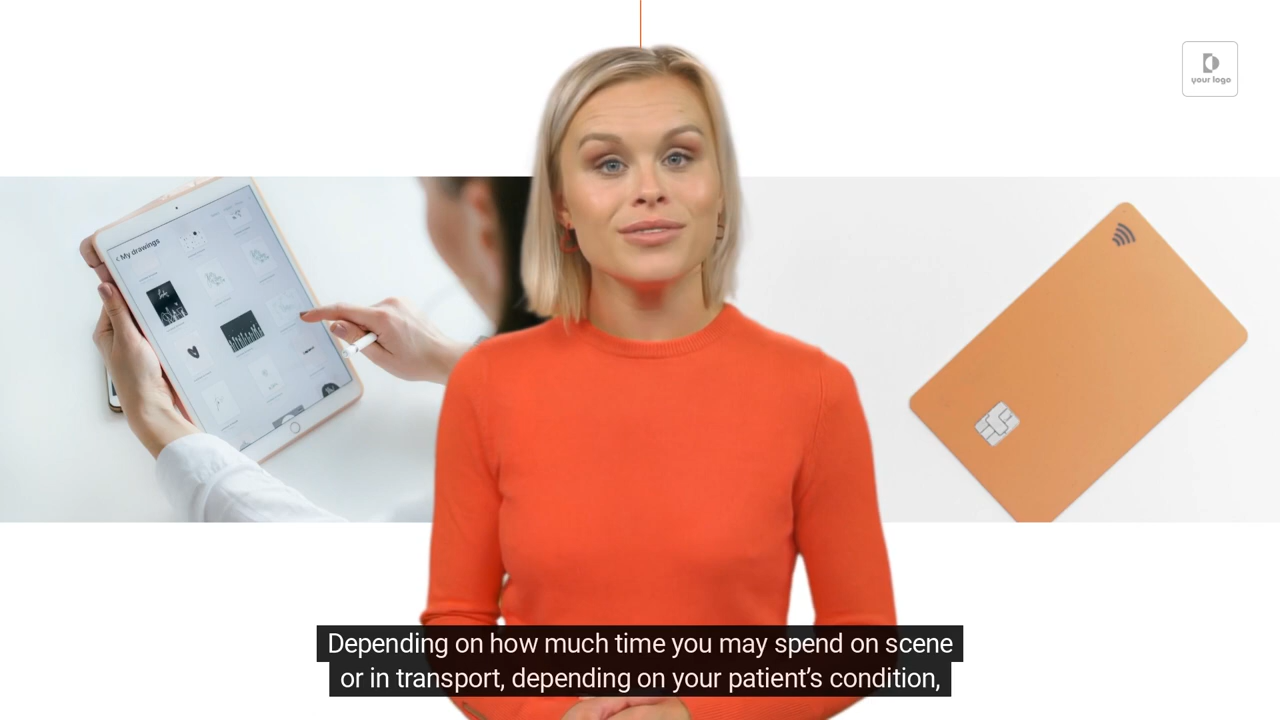 your logo
< My drawings
Depending on how much time you may spend on scene
or in transport, depending on your patient's condition,